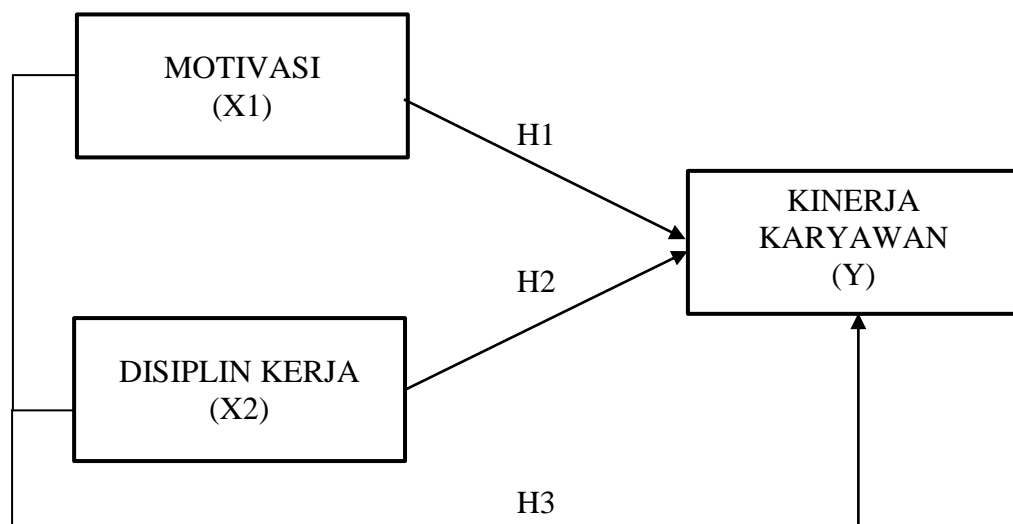 MOTIVASI
(X1)
H1
KINERJA
KARYAWAN
(Y)
H2
DISIPLIN KERJA
(X2)
H3